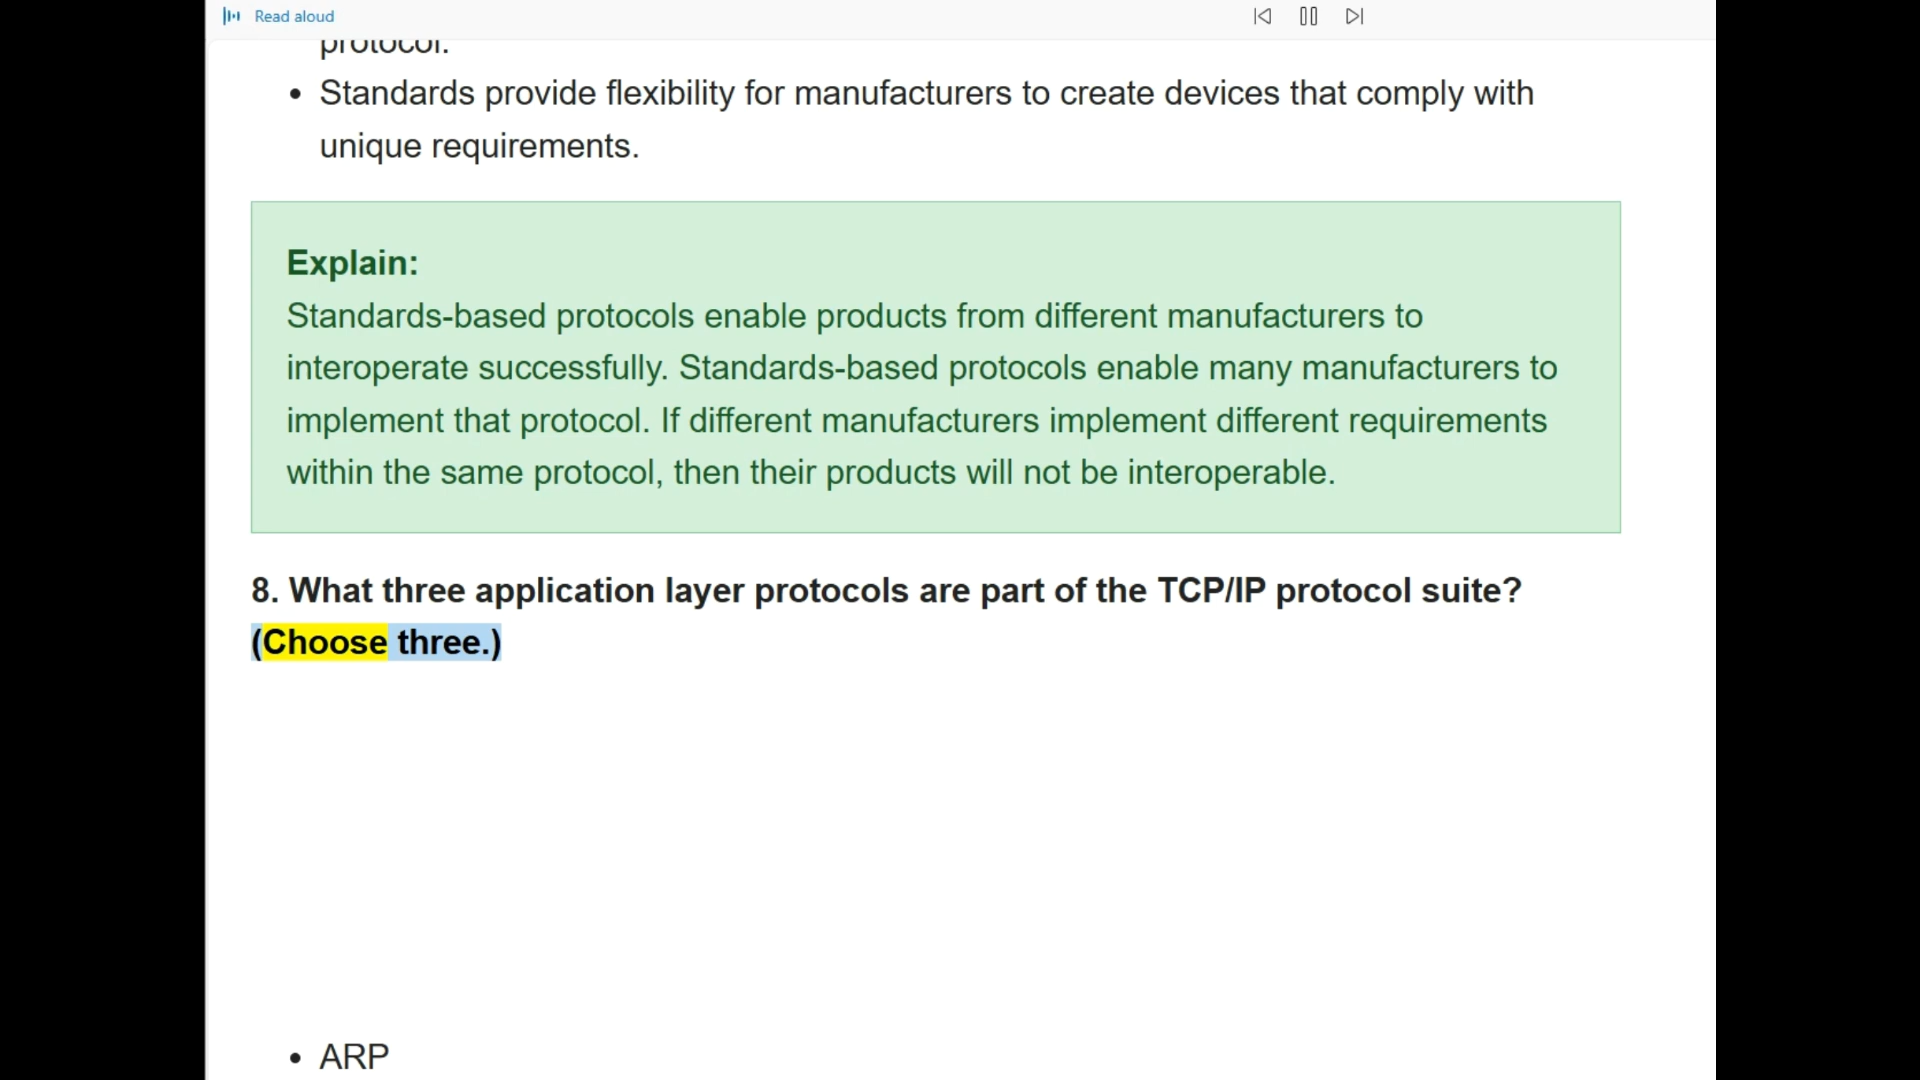 Read aloud
protocol.
• Standards provide flexibility for manufacturers to create devices that comply with
unique requirements.
Explain:
Standards-based protocols enable products from different manufacturers to
interoperate successfully. Standards-based protocols enable many manufacturers to
implement that protocol. If different manufacturers implement different requirements
within the same protocol, then their products will not be interoperable.
8. What three application layer protocols are part of the TCP/IP protocol suite?
(Choose three.)
• ARP